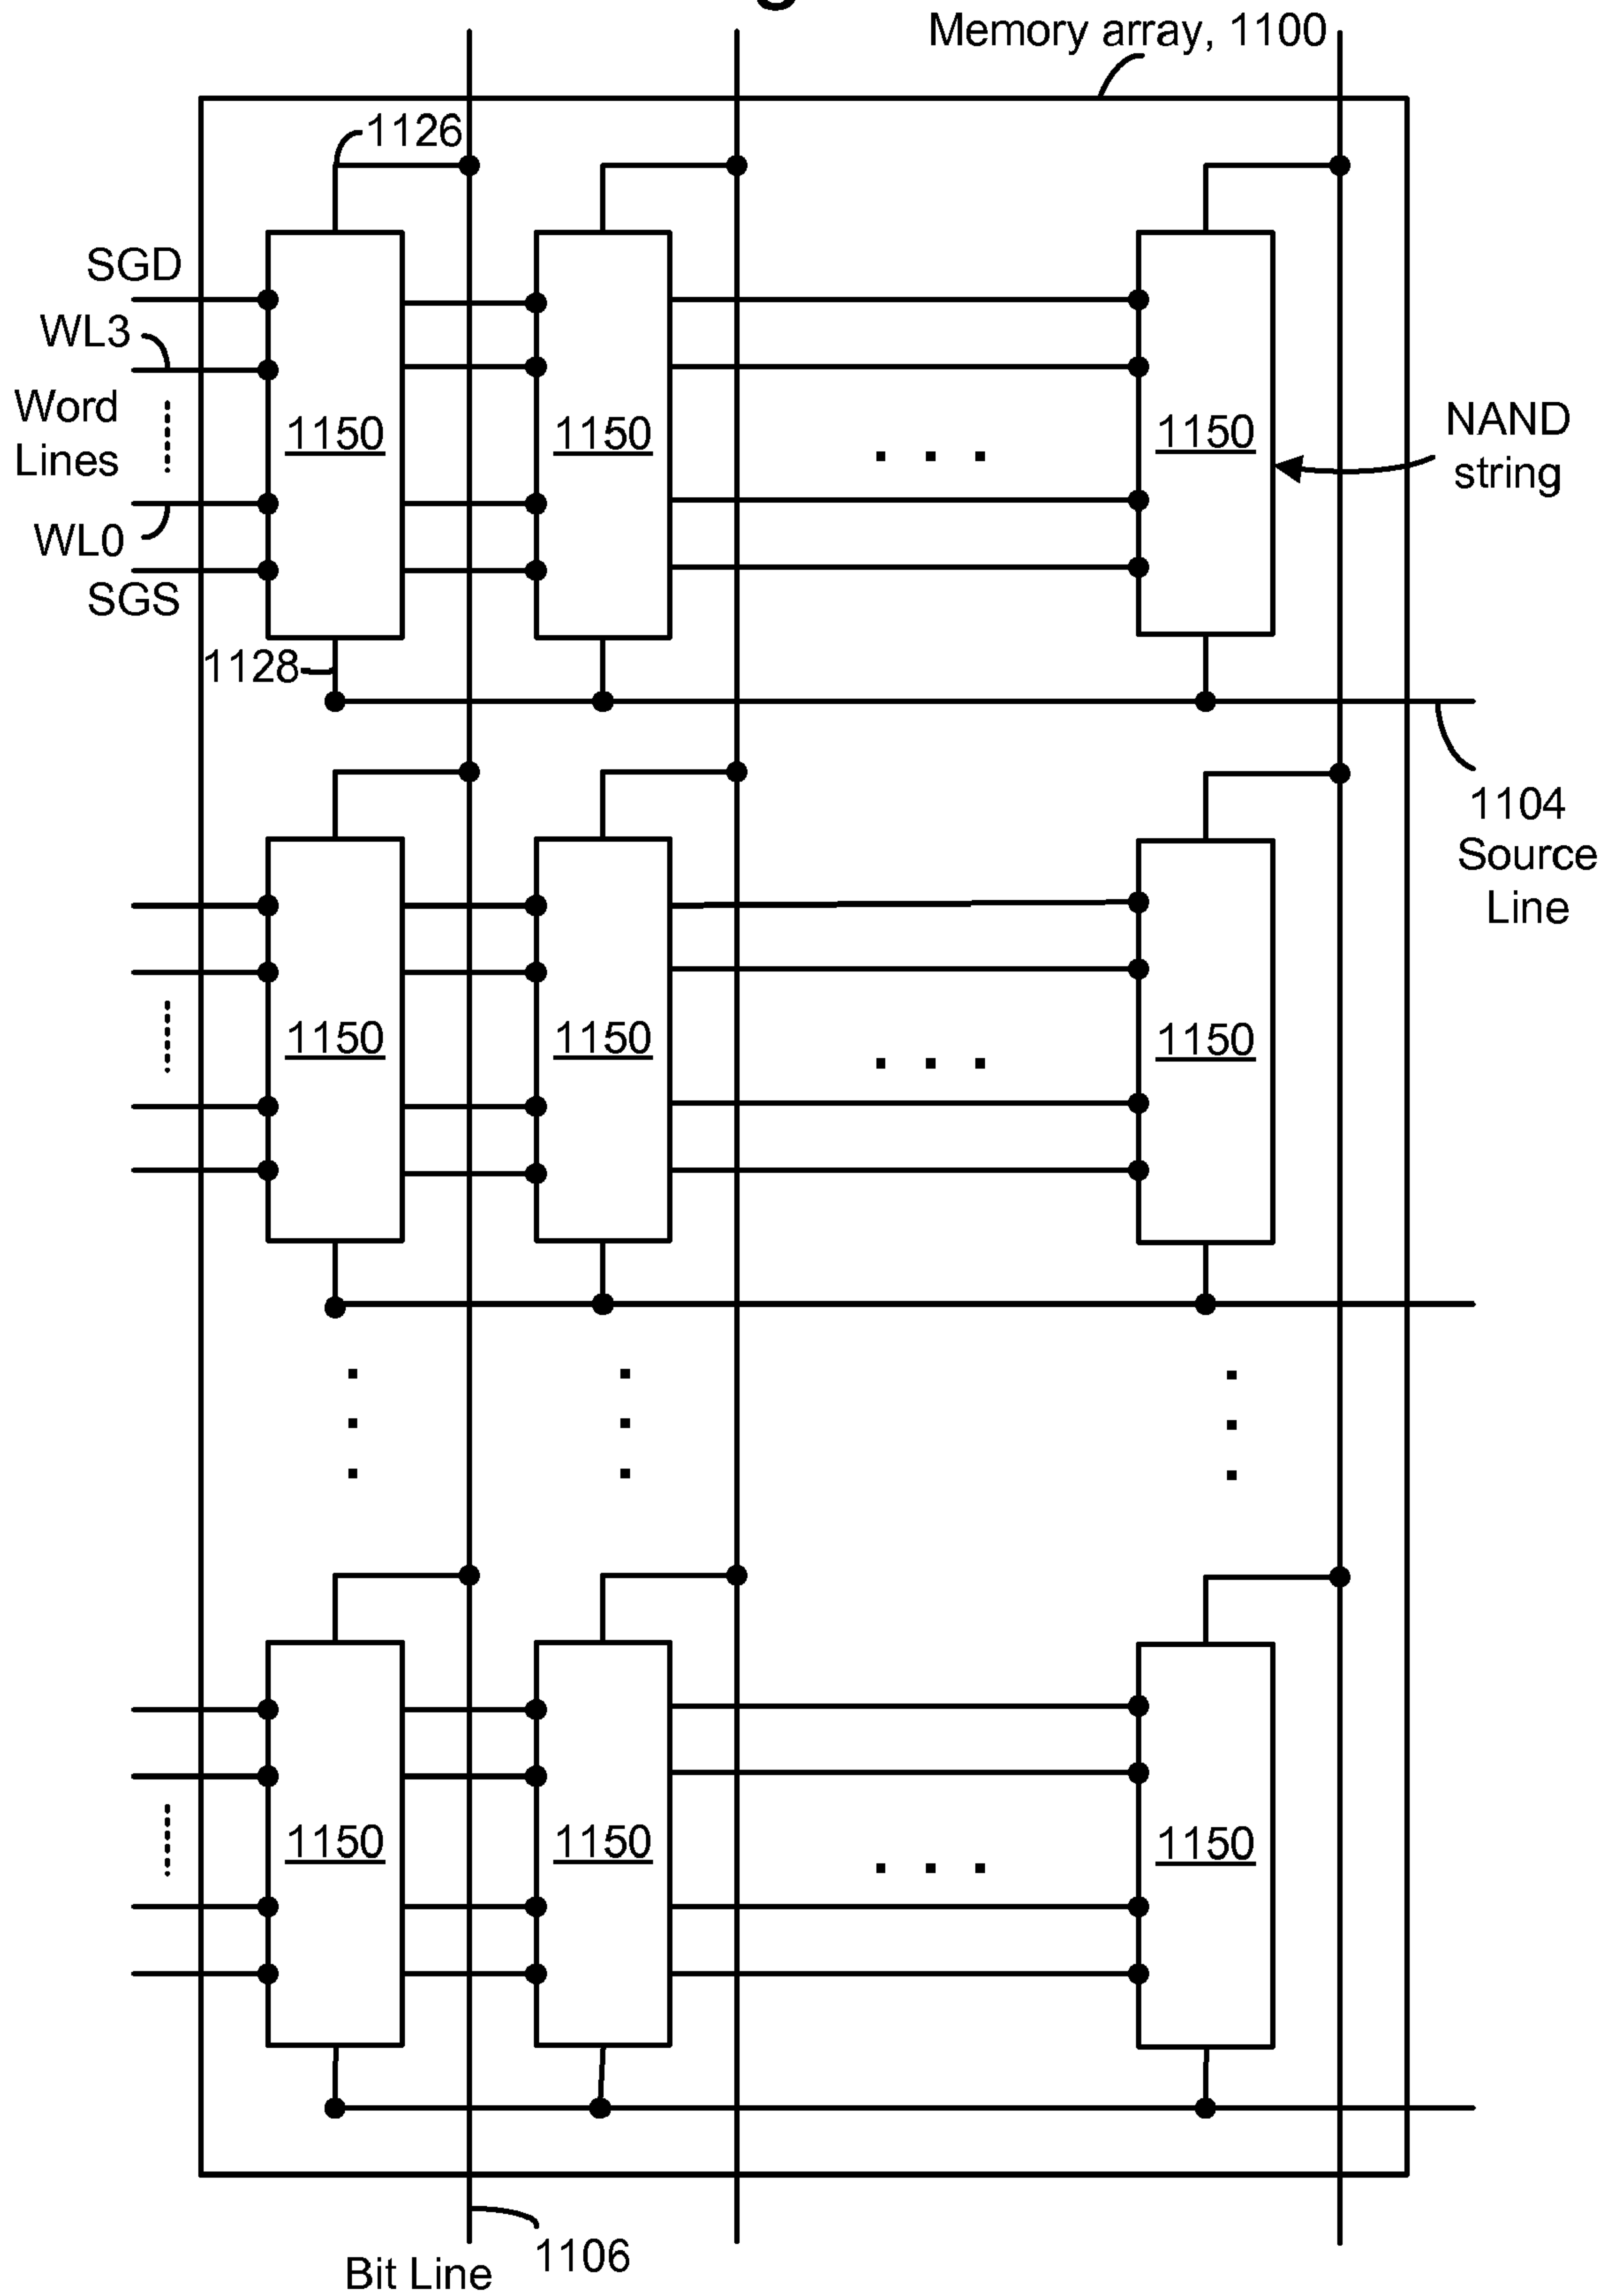 Memory array, 1100
1126
SGD
WL3
Word
Lines
WL0
SGS
1150
1150
1150
NAND
string
1128
1104
Source
Line
1150
1150
1150
1150
1150
1150
1106
Bit Line